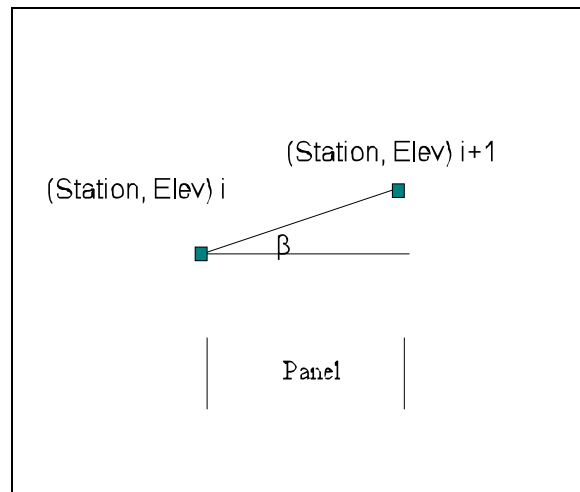 (Station, Elev) i+1
(Station, Elev) i
β
Panel